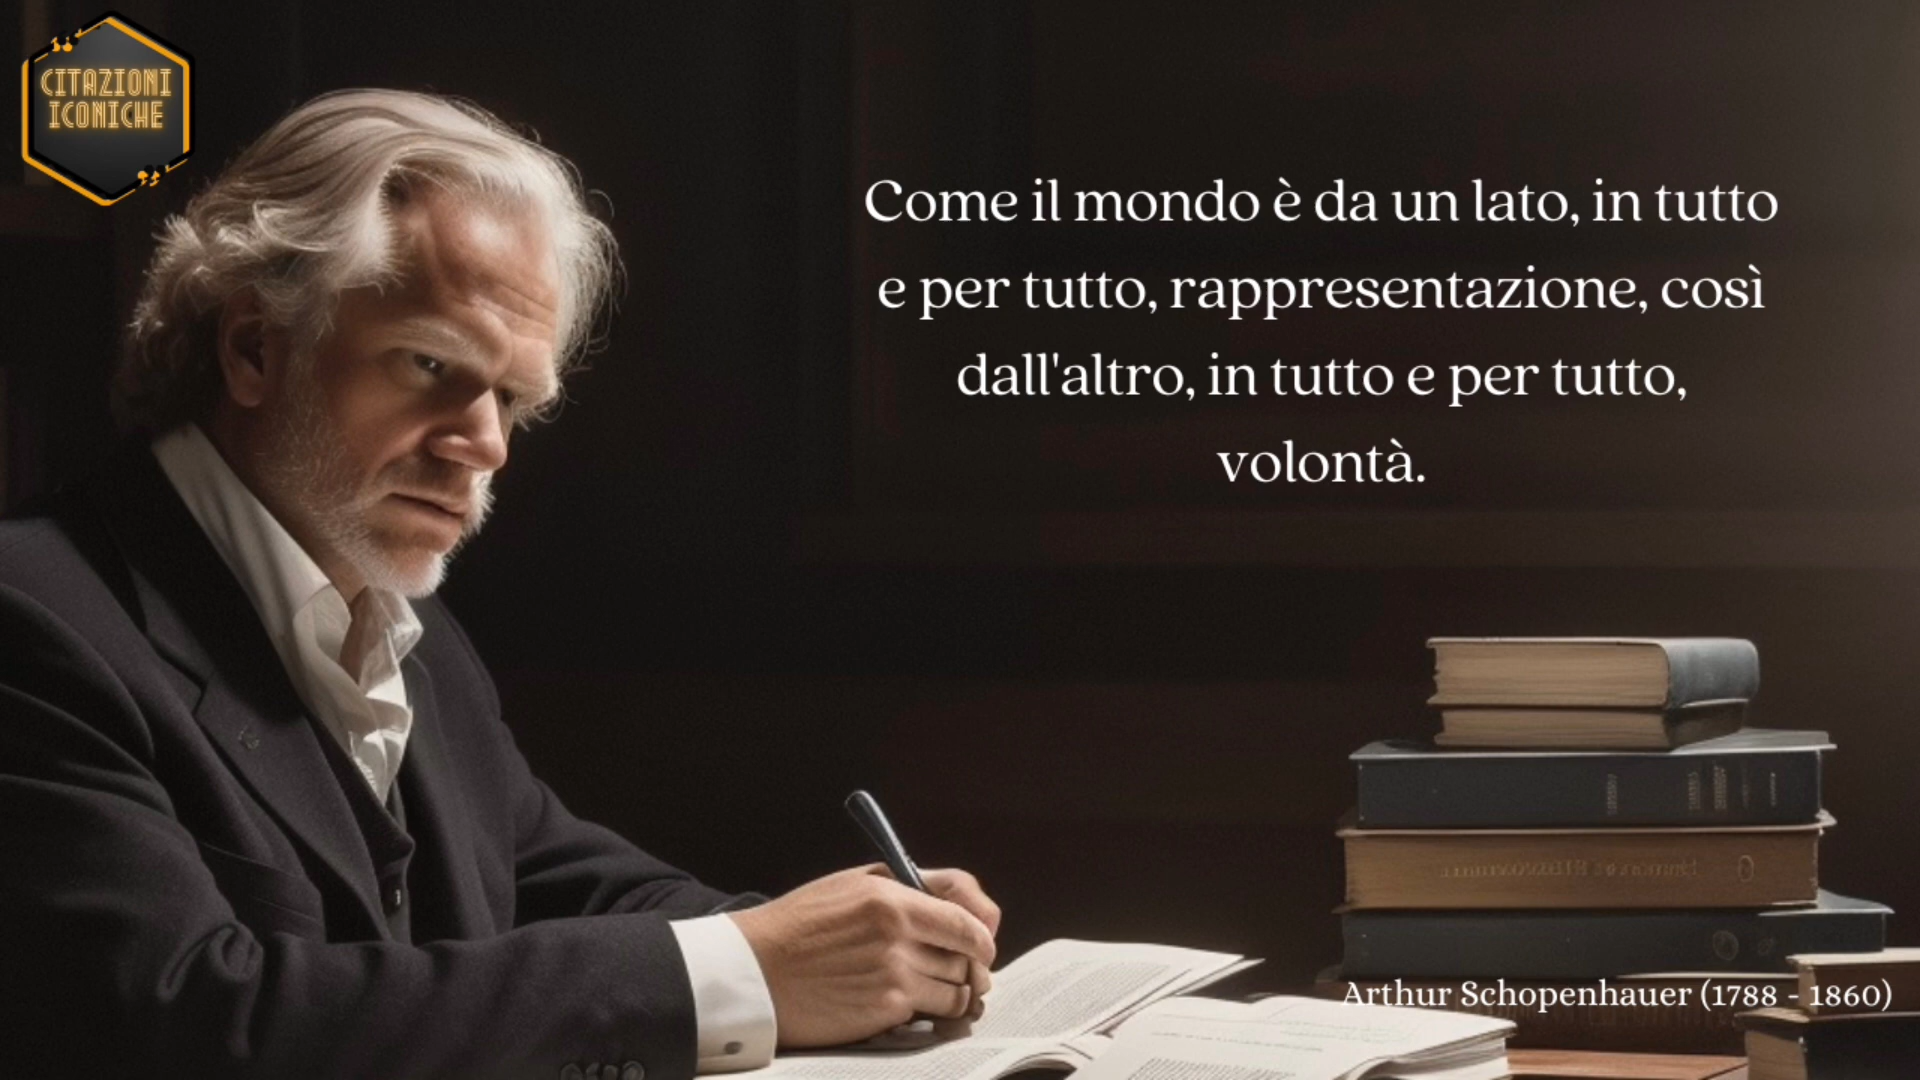 CITAZIONI
ICONICHE
Come il mondo è da un lato, in tutto
e per tutto, rappresentazione, così
dall'altro, in tutto e per tutto,
volontà.
Arthur Schopenhauer (1788 - 1860)